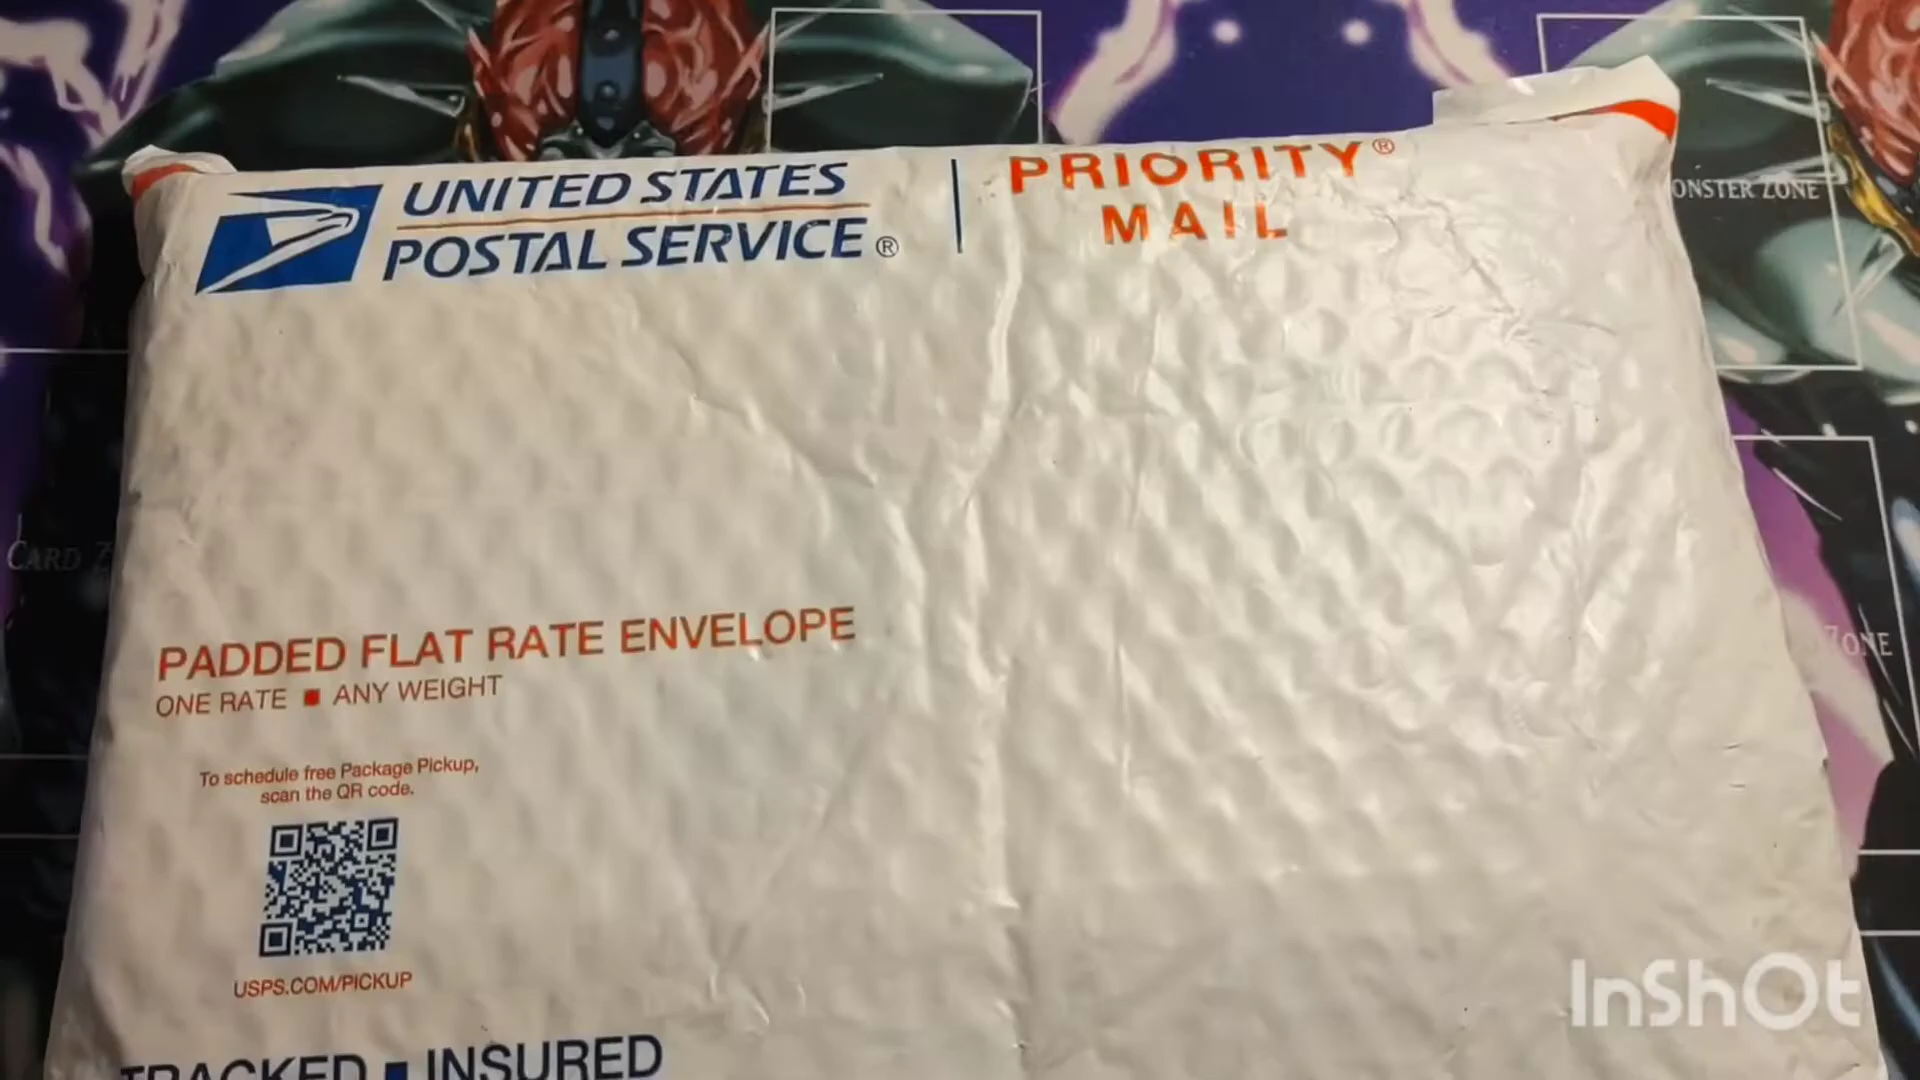 UNITED STATES
POSTAL SERVICE®
PRIORITY®
MAIL
ONSTER ZONE
CARD Z
ZONE
PADDED FLAT RATE ENVELOPE
ONE RATE ■ ANY WEIGHT
To schedule free Package Pickup,
scan the QR code.
USPS.COM/PICKUP
TRACKED ■ INSURED
InShOt